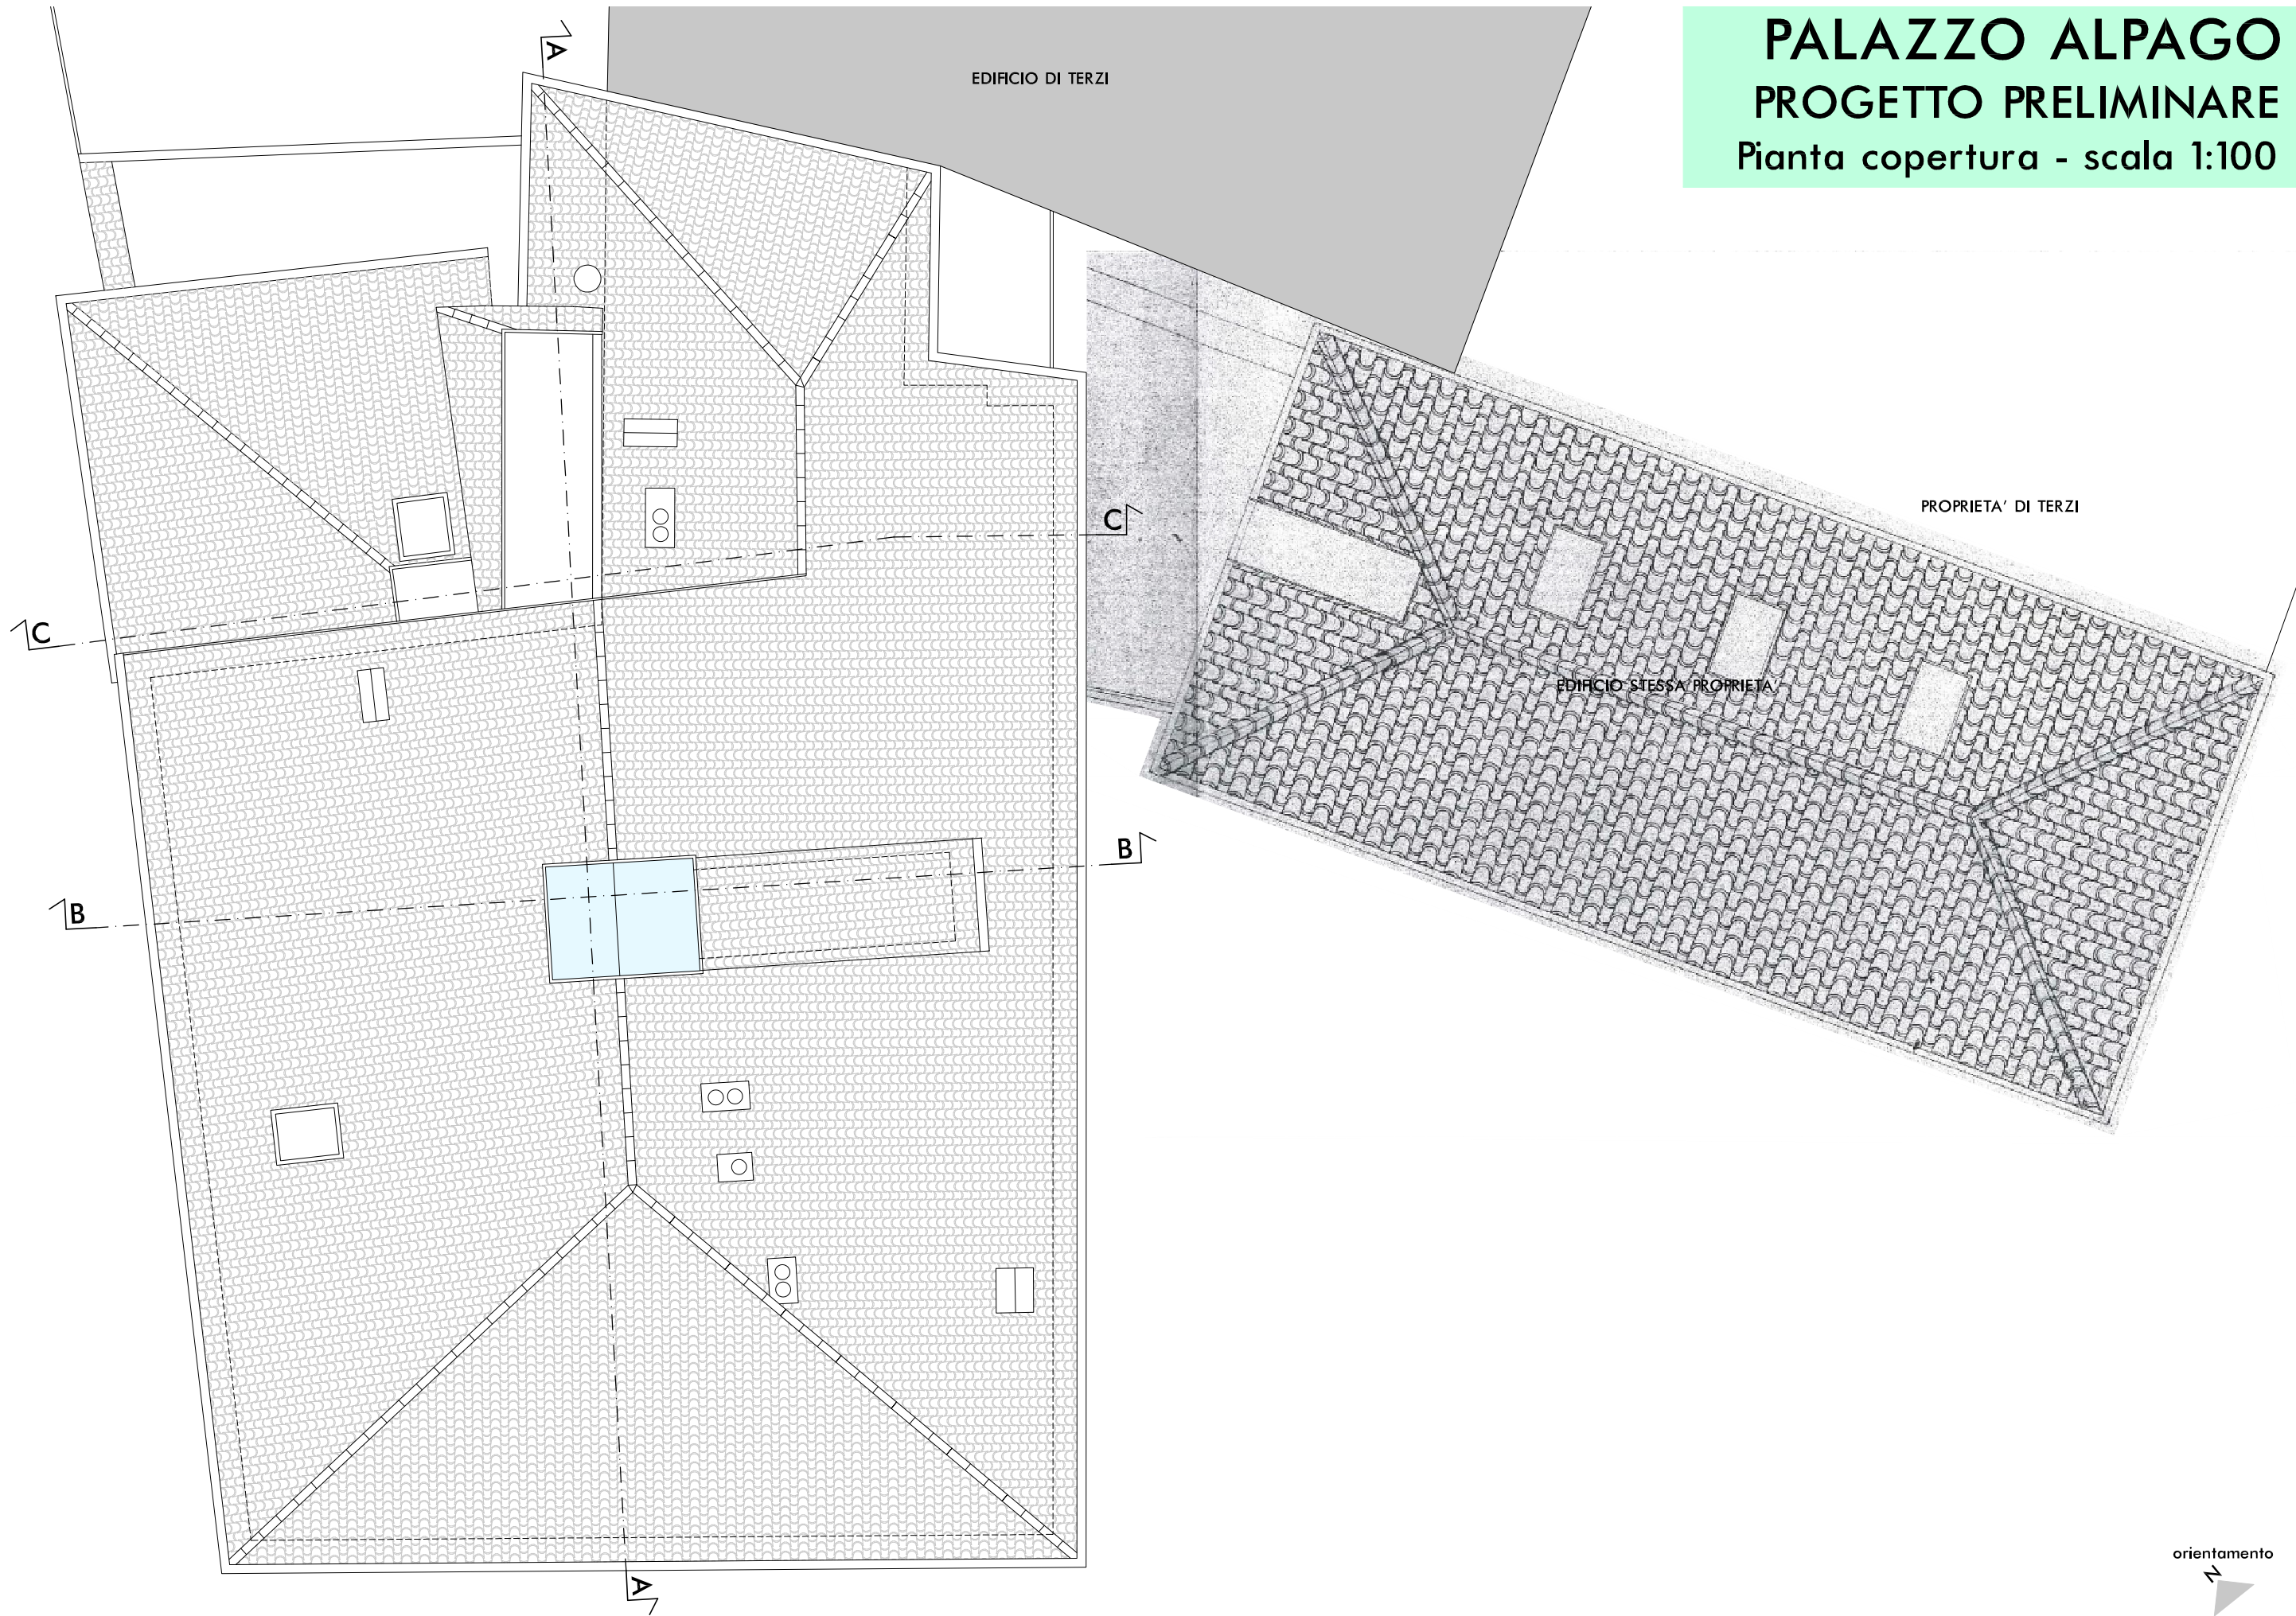 PALAZZO ALPAGO
PROGETTO PRELIMINARE
Pianta copertura - scala 1:100
A
EDIFICIO DI TERZI
PROPRIETA' DI TERZI
C
C
EDIFICIO STESSA PROPRIETA'
B
B
A
orientamento
N